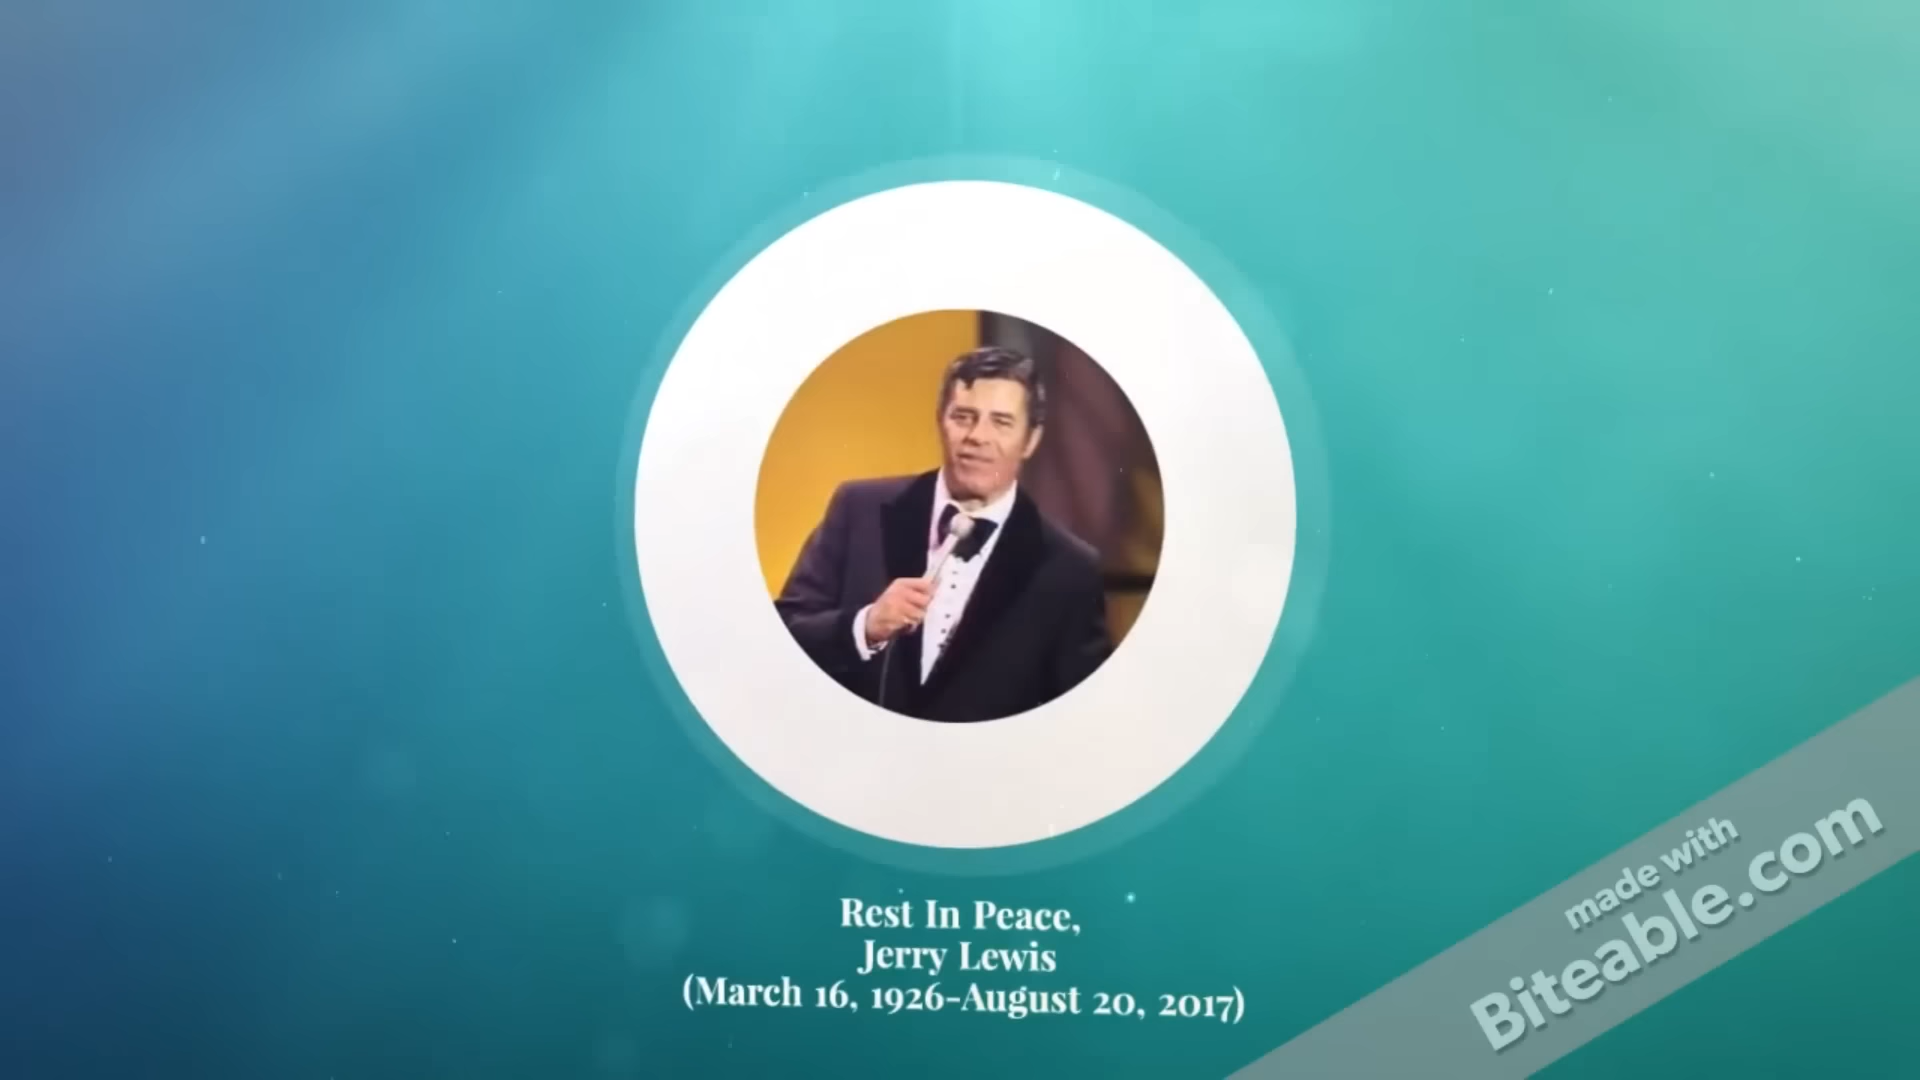 Rest In Peace,
Jerry Lewis
(March 16, 1926-August 20, 2017)
made with
Biteable.com